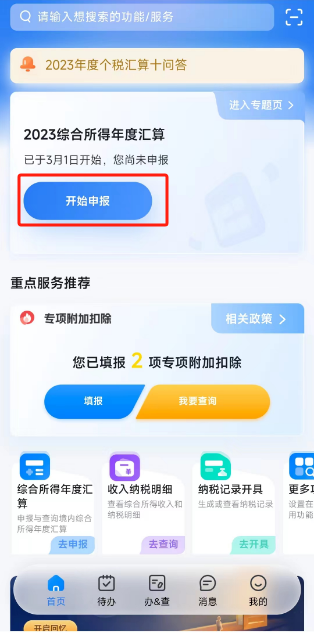 请输入想搜索的功能/服务
2023年度个税汇算十问答
进入专题页 >
2023综合所得年度汇算
已于3月1日开始，您尚未申报
开始申报
重点服务推荐
专项附加扣除
相关政策 >
您已填报 2 项专项附加扣除
填报
我要查询
综合所得年度汇
算
申报与查询境内综合
所得年度汇算
去申报
收入纳税明细
查看综合所得收入和
纳税明细
去查询
纳税记录开具
生成或查看纳税记录
去开具
更多
设置在
用功能
首页
待办
办&查
消息
我的
开启回忆